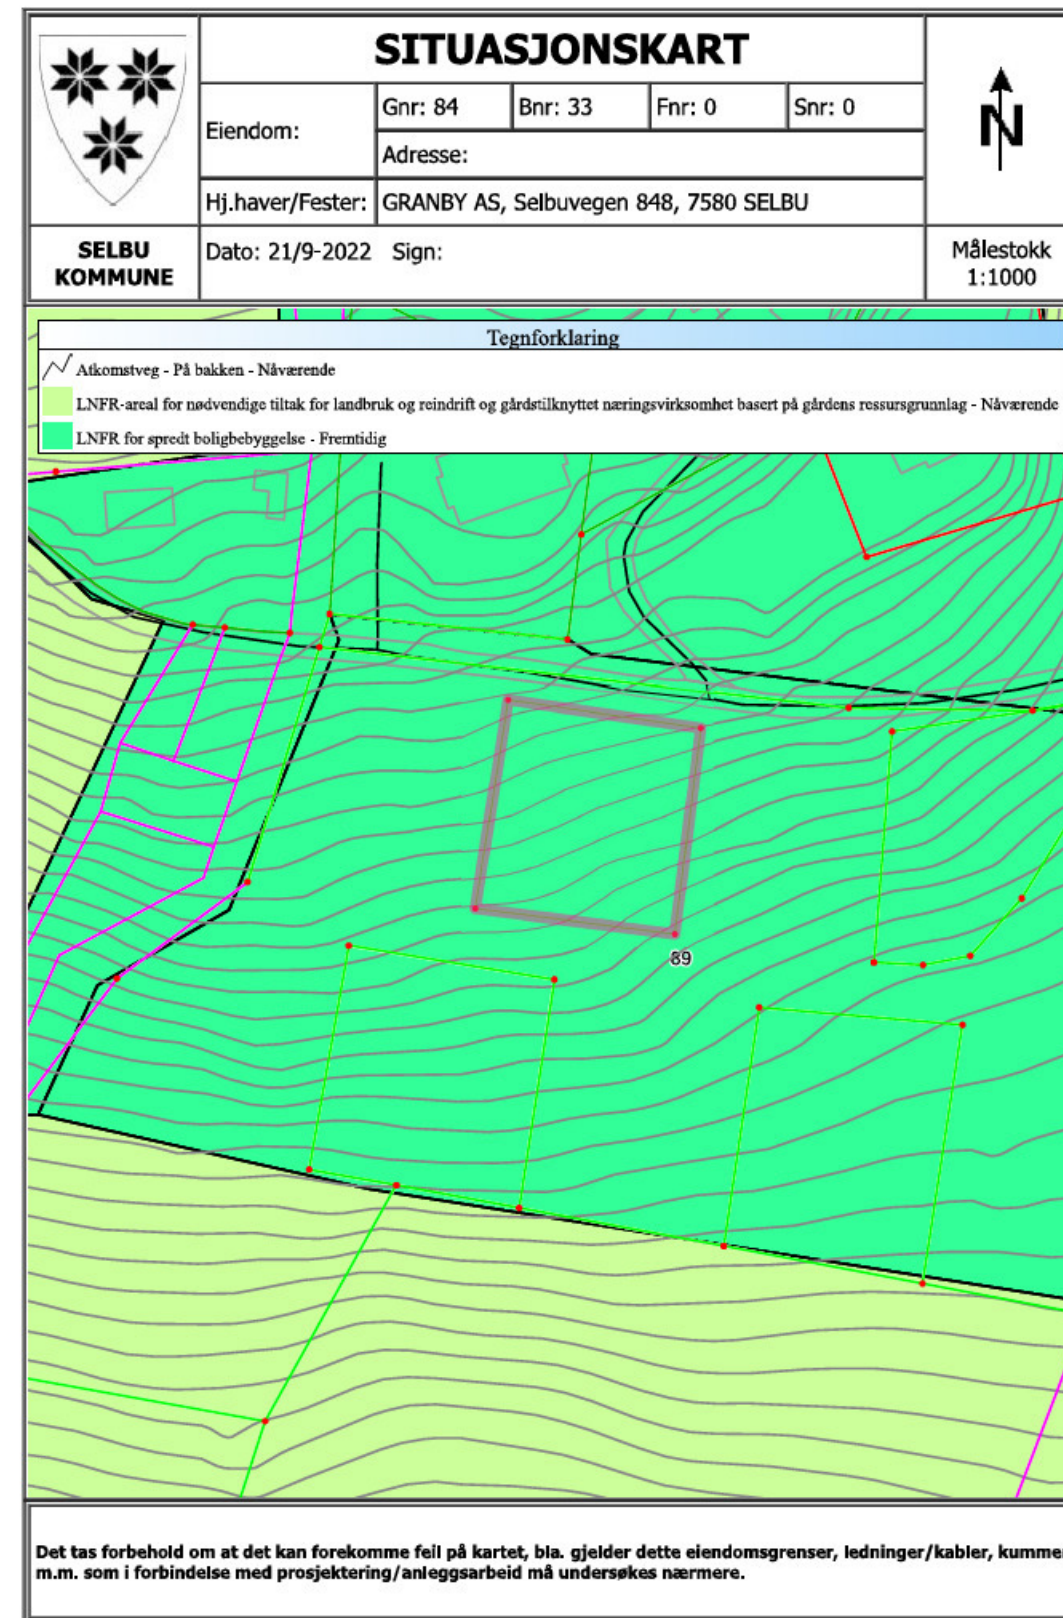 SITUASJONSKART
Eiendom:
Gnr: 84
Bnr: 33
Fnr: 0
Snr: 0
Adresse:
Hj.haver/Fester:
GRANBY AS, Selbuvegen 848, 7580 SELBU
N
SELBU
KOMMUNE
Dato: 21/9-2022 Sign:
Målestokk
1:1000
Tegnforklaring
Atkomstveg - På bakken - Nåværende
LNFR-areal for nødvendige tiltak for landbruk og reindrift og gårdstilknyttet næringsvirksomhet basert på gårdens ressursgrunnlag - Nåværende
LNFR for spredt boligbebyggelse - Fremtidig
89
Det tas forbehold om at det kan forekomme feil på kartet, bla. gjelder dette eiendomsgrenser, ledninger/kabler, kummer
m.m. som i forbindelse med prosjektering/anleggsarbeid må undersøkes nærmere.